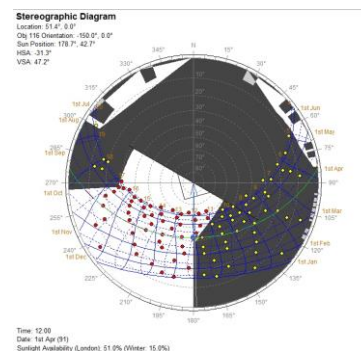 Stereographic Diagram
Location: 51.4°, 0.0°
Obj 116 Orientation: -150.0°, 0.0°
Sun Position: 178.7°, 42.7°
HSA: -31.3°
VSA: 47.2°
N
345°
15°
330°
30°
315°
45°
1st Jul
1st Jun
60°
1st Aug
1st May
75°
1st Sep
1st Apr
270°
90°
1st Oct
255°
1st Mar
105°
1st Nov
240°
1st Feb
120°
1st Dec
1st Jan
225°
135°
210°
150°
195°
180°
165°
Time: 12:00
Date: 1st Apr (91)
Sunlight Availability (London), 51.0% (Winter: 15.0%)